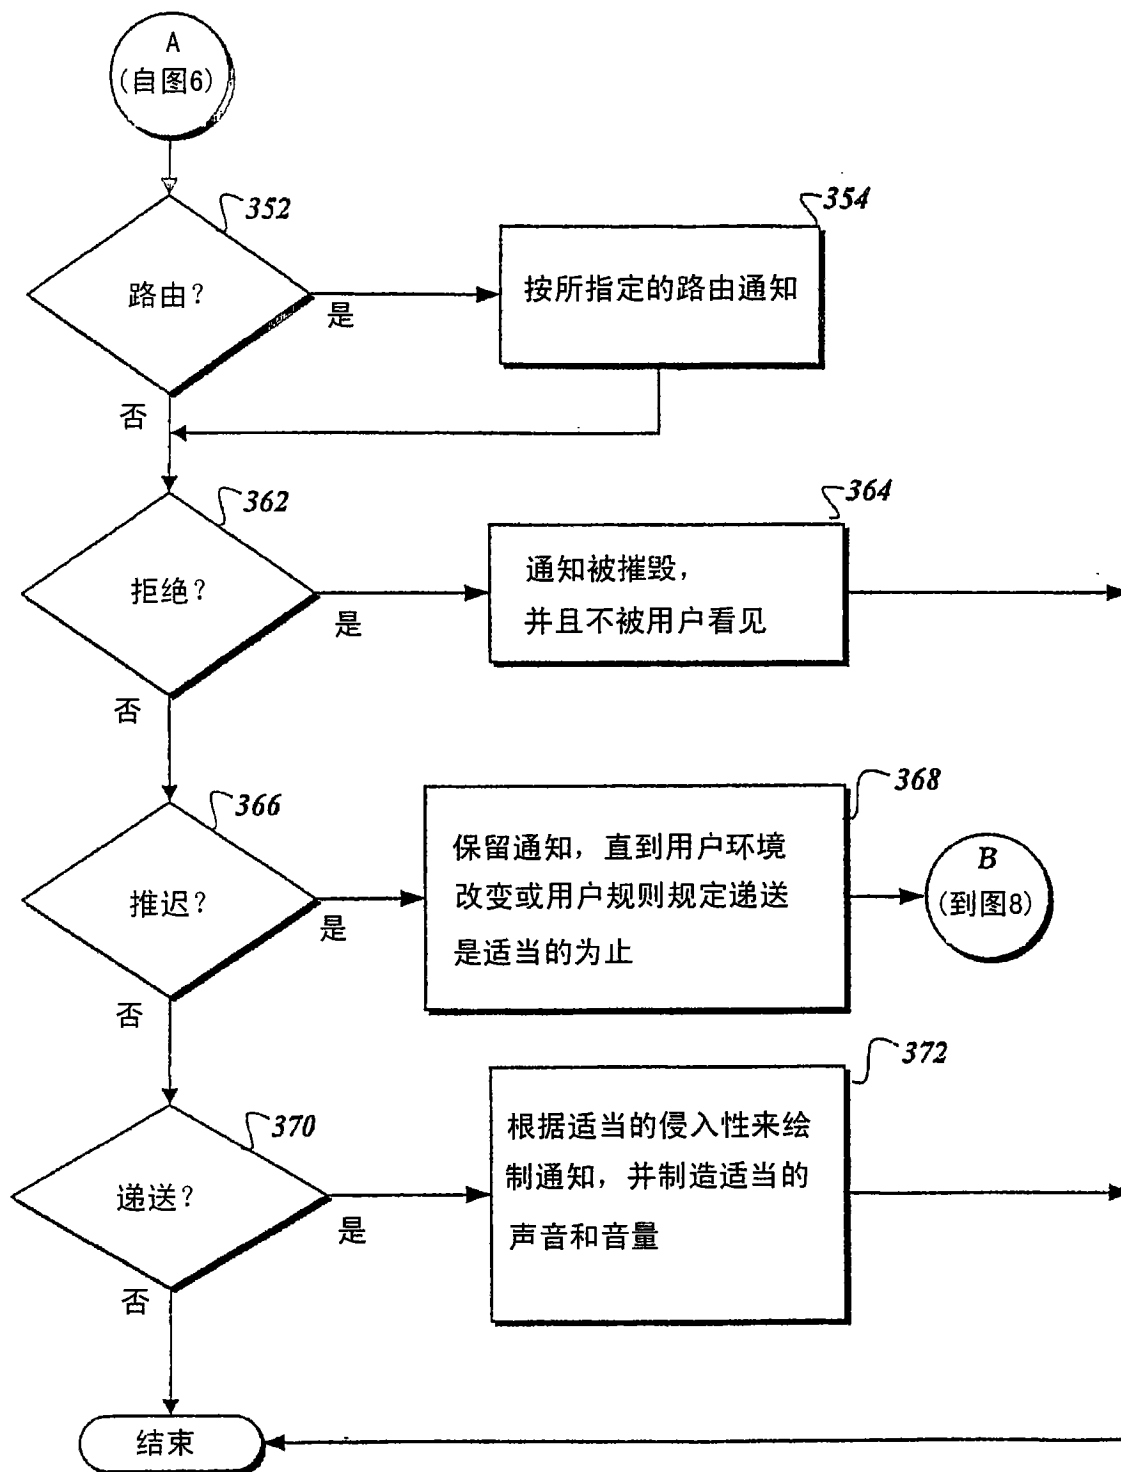 A
(自图6)
352
路由?
是
否
354
按所指定的路由通知
362
拒绝?
是
否
364
通知被摧毁,
并且不被用户看见
366
推迟?
是
否
368
保留通知, 直到用户环境
改变或用户规则规定递送
是适当的为止
B
(到图8)
370
递送?
是
否
372
根据适当的侵入性来绘
制通知, 并制造适当的
声音和音量
结束